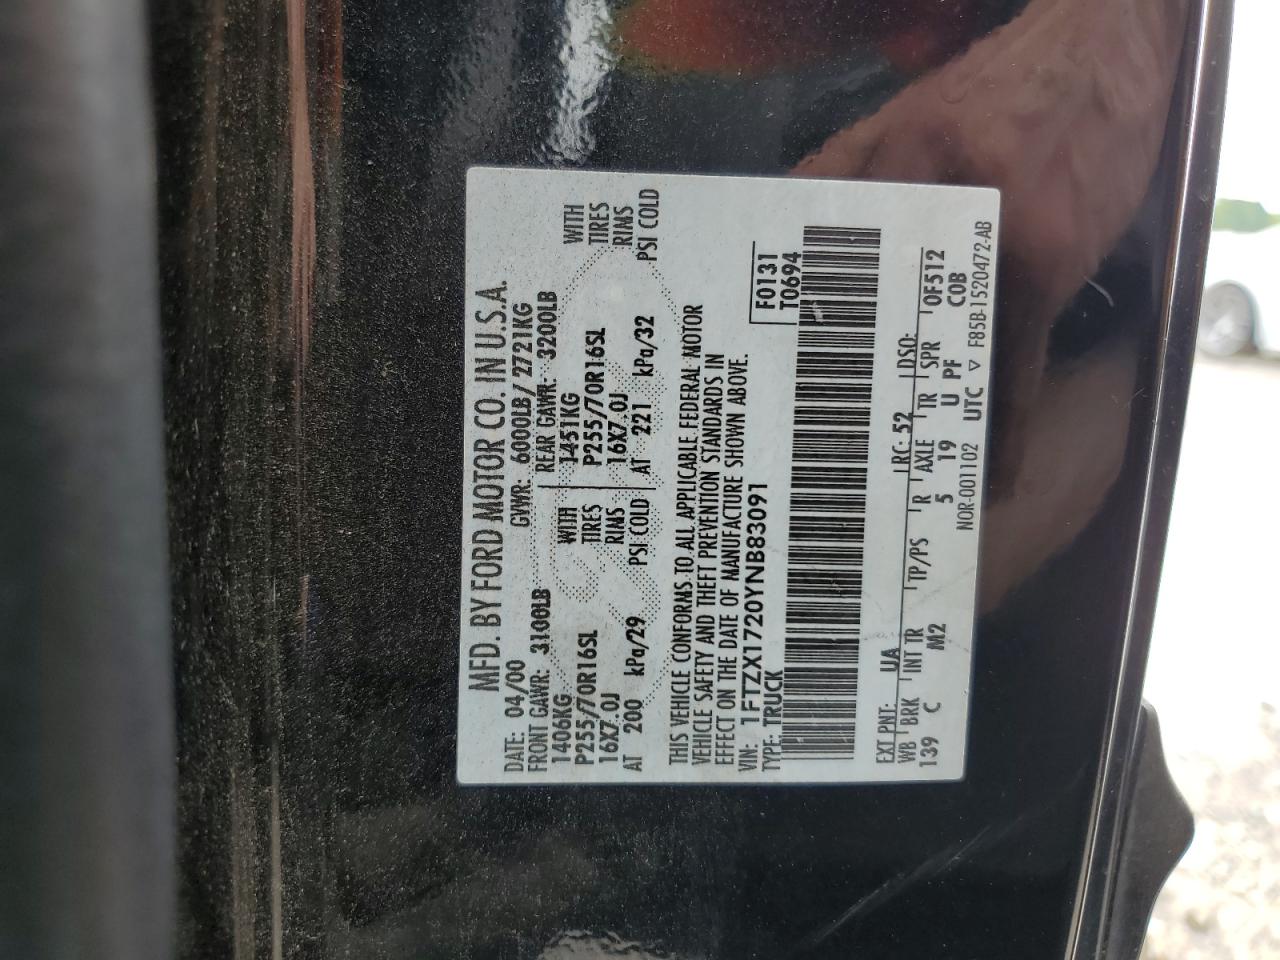 MFD. BY FORD MOTOR CO. IN U.S.A.
DATE: 04/00 GVWR: 6000LB/ 2721KG
FRONT GAWR: 3100LB REAR GAWR: 3200LB
1406KG WITH 1451KG WITH
P255/70R16SL TIRES P255/70R16SL TIRES
16X7.0J RIMS 16X7.0J RIMS
AT 200 kPa/29 PSI COLD AT 221 kPa/32 PSI COLD
THIS VEHICLE CONFORMS TO ALL APPLICABLE FEDERAL MOTOR
VEHICLE SAFETY AND THEFT PREVENTION STANDARDS IN
EFFECT ON THE DATE OF MANUFACTURE SHOWN ABOVE.
VIN: 1FTZX1720YNB83091 F0131
TYPE: TRUCK T0694
EXT PNT: UA RC: 52 DSO:
WB BRK INT TR TP/PS R AXLE TR SPR 0F512
139 C M2 5 19 U PF COB
NOR-001102 UTC ▽ F85B-1520472-AB